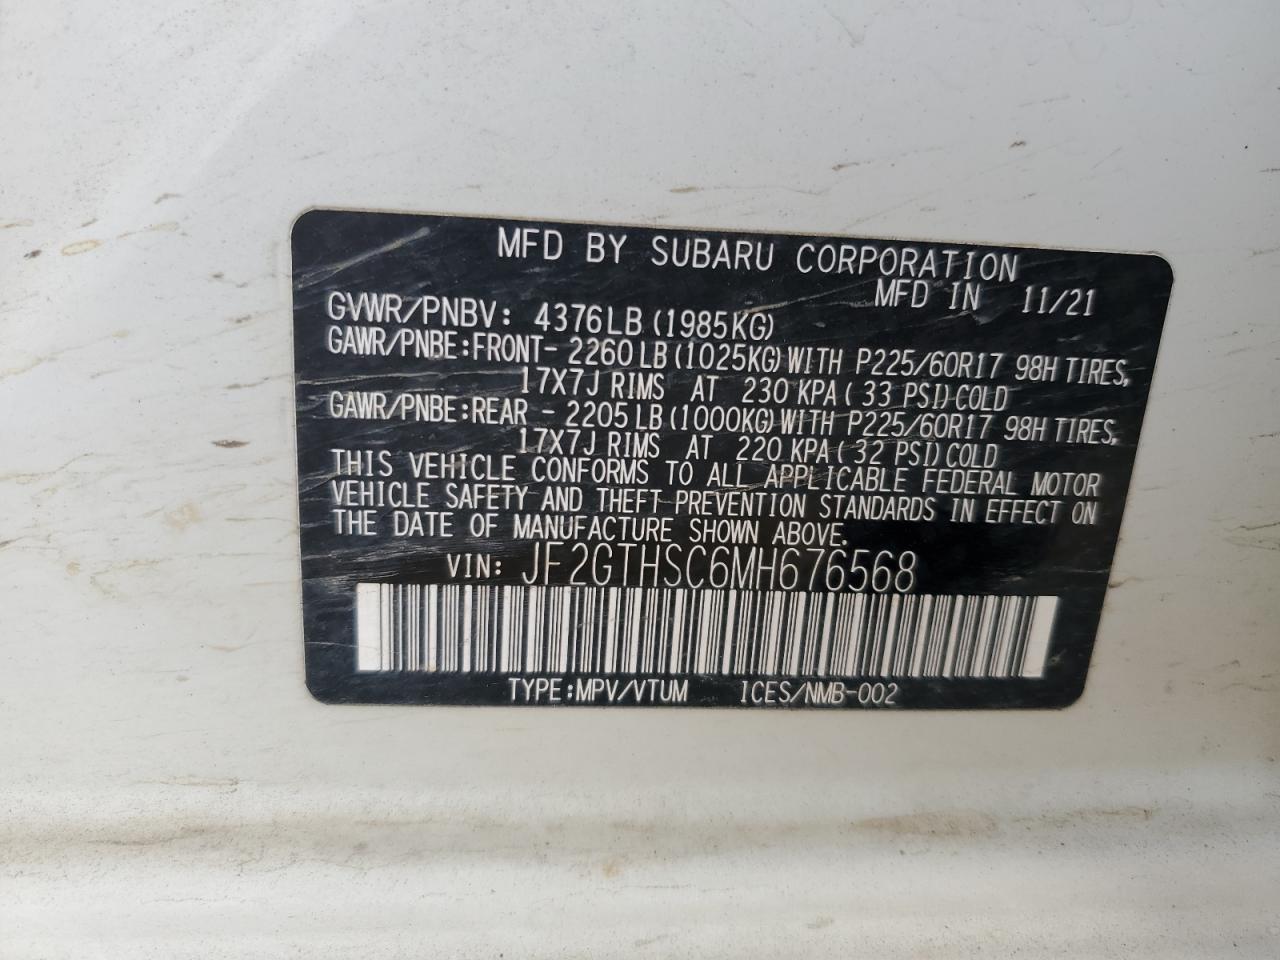 MFD BY SUBARU CORPORATION
MFD IN 11/21
GVWR/PNBV: 4376LB (1985KG)
GAWR/PNBE:FRONT- 2260 LB (1025KG) WITH P225/60R17 98H TIRES,
17X7J RIMS AT 230 KPA ( 33 PSI) COLD
GAWR/PNBE:REAR - 2205 LB (1000KG) WITH P225/60R17 98H TIRES,
17X7J RIMS AT 220 KPA ( 32 PSI) COLD
THIS VEHICLE CONFORMS TO ALL APPLICABLE FEDERAL MOTOR
VEHICLE SAFETY AND THEFT PREVENTION STANDARDS IN EFFECT ON
THE DATE OF MANUFACTURE SHOWN ABOVE.
VIN: JF2GTHSC6MH676568
TYPE:MPV/VTUM ICES/NMB-002